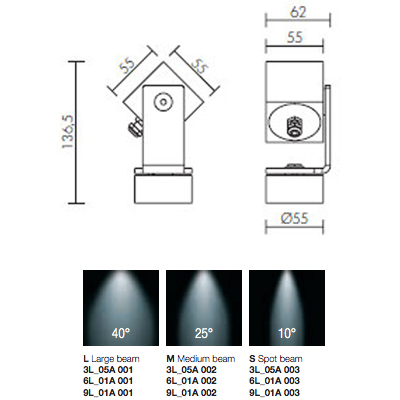 62
55
55
55
136,5
Ø55
40°
25°
10°
L Large beam
3L_05A 001
6L_01A 001
9L_01A 001
M Medium beam
3L_05A 002
6L_01A 002
9L_01A 002
S Spot beam
3L_05A 003
6L_01A 003
9L_01A 003